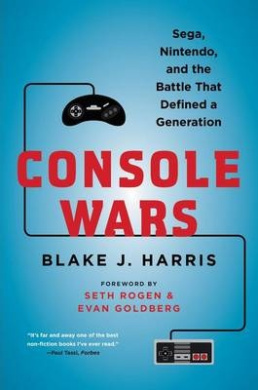 Sega,
Nintendo,
and the
Battle That
Defined a
Generation
CONSOLE
WARS
BLAKE J. HARRIS
FOREWORD BY
SETH ROGEN &
EVAN GOLDBERG
"It's far and away one of the best
non-fiction books I've ever read."
—Paul Tassi, Forbes